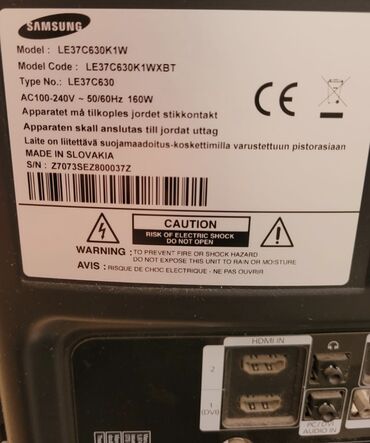 SAMSUNG
Model : LE37C630K1W
Model Code : LE37C630K1WXBT
Type No.: LE37C630
AC100-240V ~ 50/60Hz 160W
Apparatet må tilkoples jordet stikkontakt
Apparaten skall anslutas till jordat uttag
Laite on liitettävä suojamaadoitus-koskettimilla varustettuun pistorasiaan
MADE IN SLOVAKIA
S/N : Z7073SEZ800037Z
CE
CAUTION
RISK OF ELECTRIC SHOCK
DO NOT OPEN
WARNING : TO PREVENT FIRE OR SHOCK HAZARD
DO NOT EXPOSE THIS UNIT TO RAIN OR MOISTURE
AVIS : RISQUE DE CHOC ELECTRIQUE - NE PAS OUVRIR
HDMI IN
2
1
(DVI)
PC/DVI
AUDIO IN